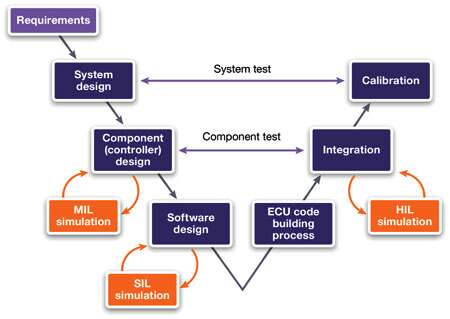 Requirements
System
design
System test
Calibration
Component
(controller)
design
Component test
Integration
MIL
simulation
Software
design
ECU code
building
process
HIL
simulation
SIL
simulation